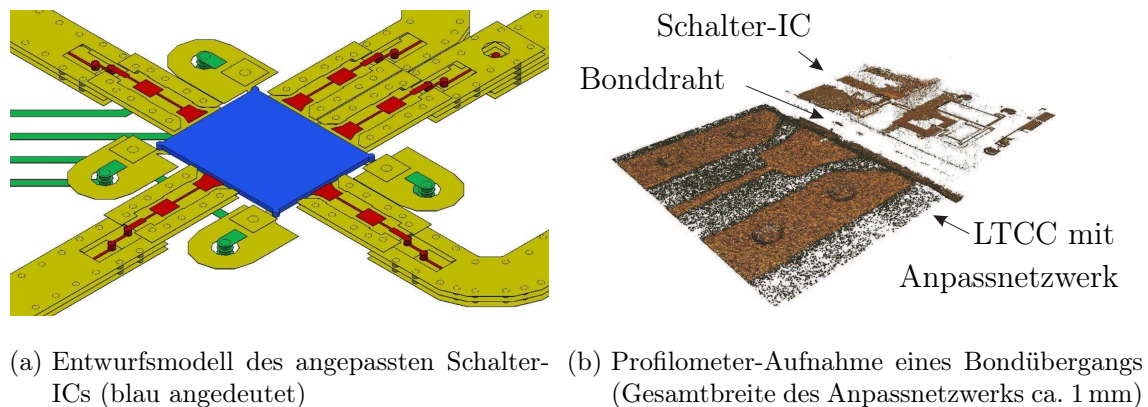 Schalter-IC
Bonddraht
LTCC mit
Anpassnetzwerk
(a) Entwurfsmodell des angepassten Schalter-
ICs (blau angedeutet)
(b) Profilometer-Aufnahme eines Bondübergangs
(Gesamtbreite des Anpassnetzwerks ca. 1 mm)